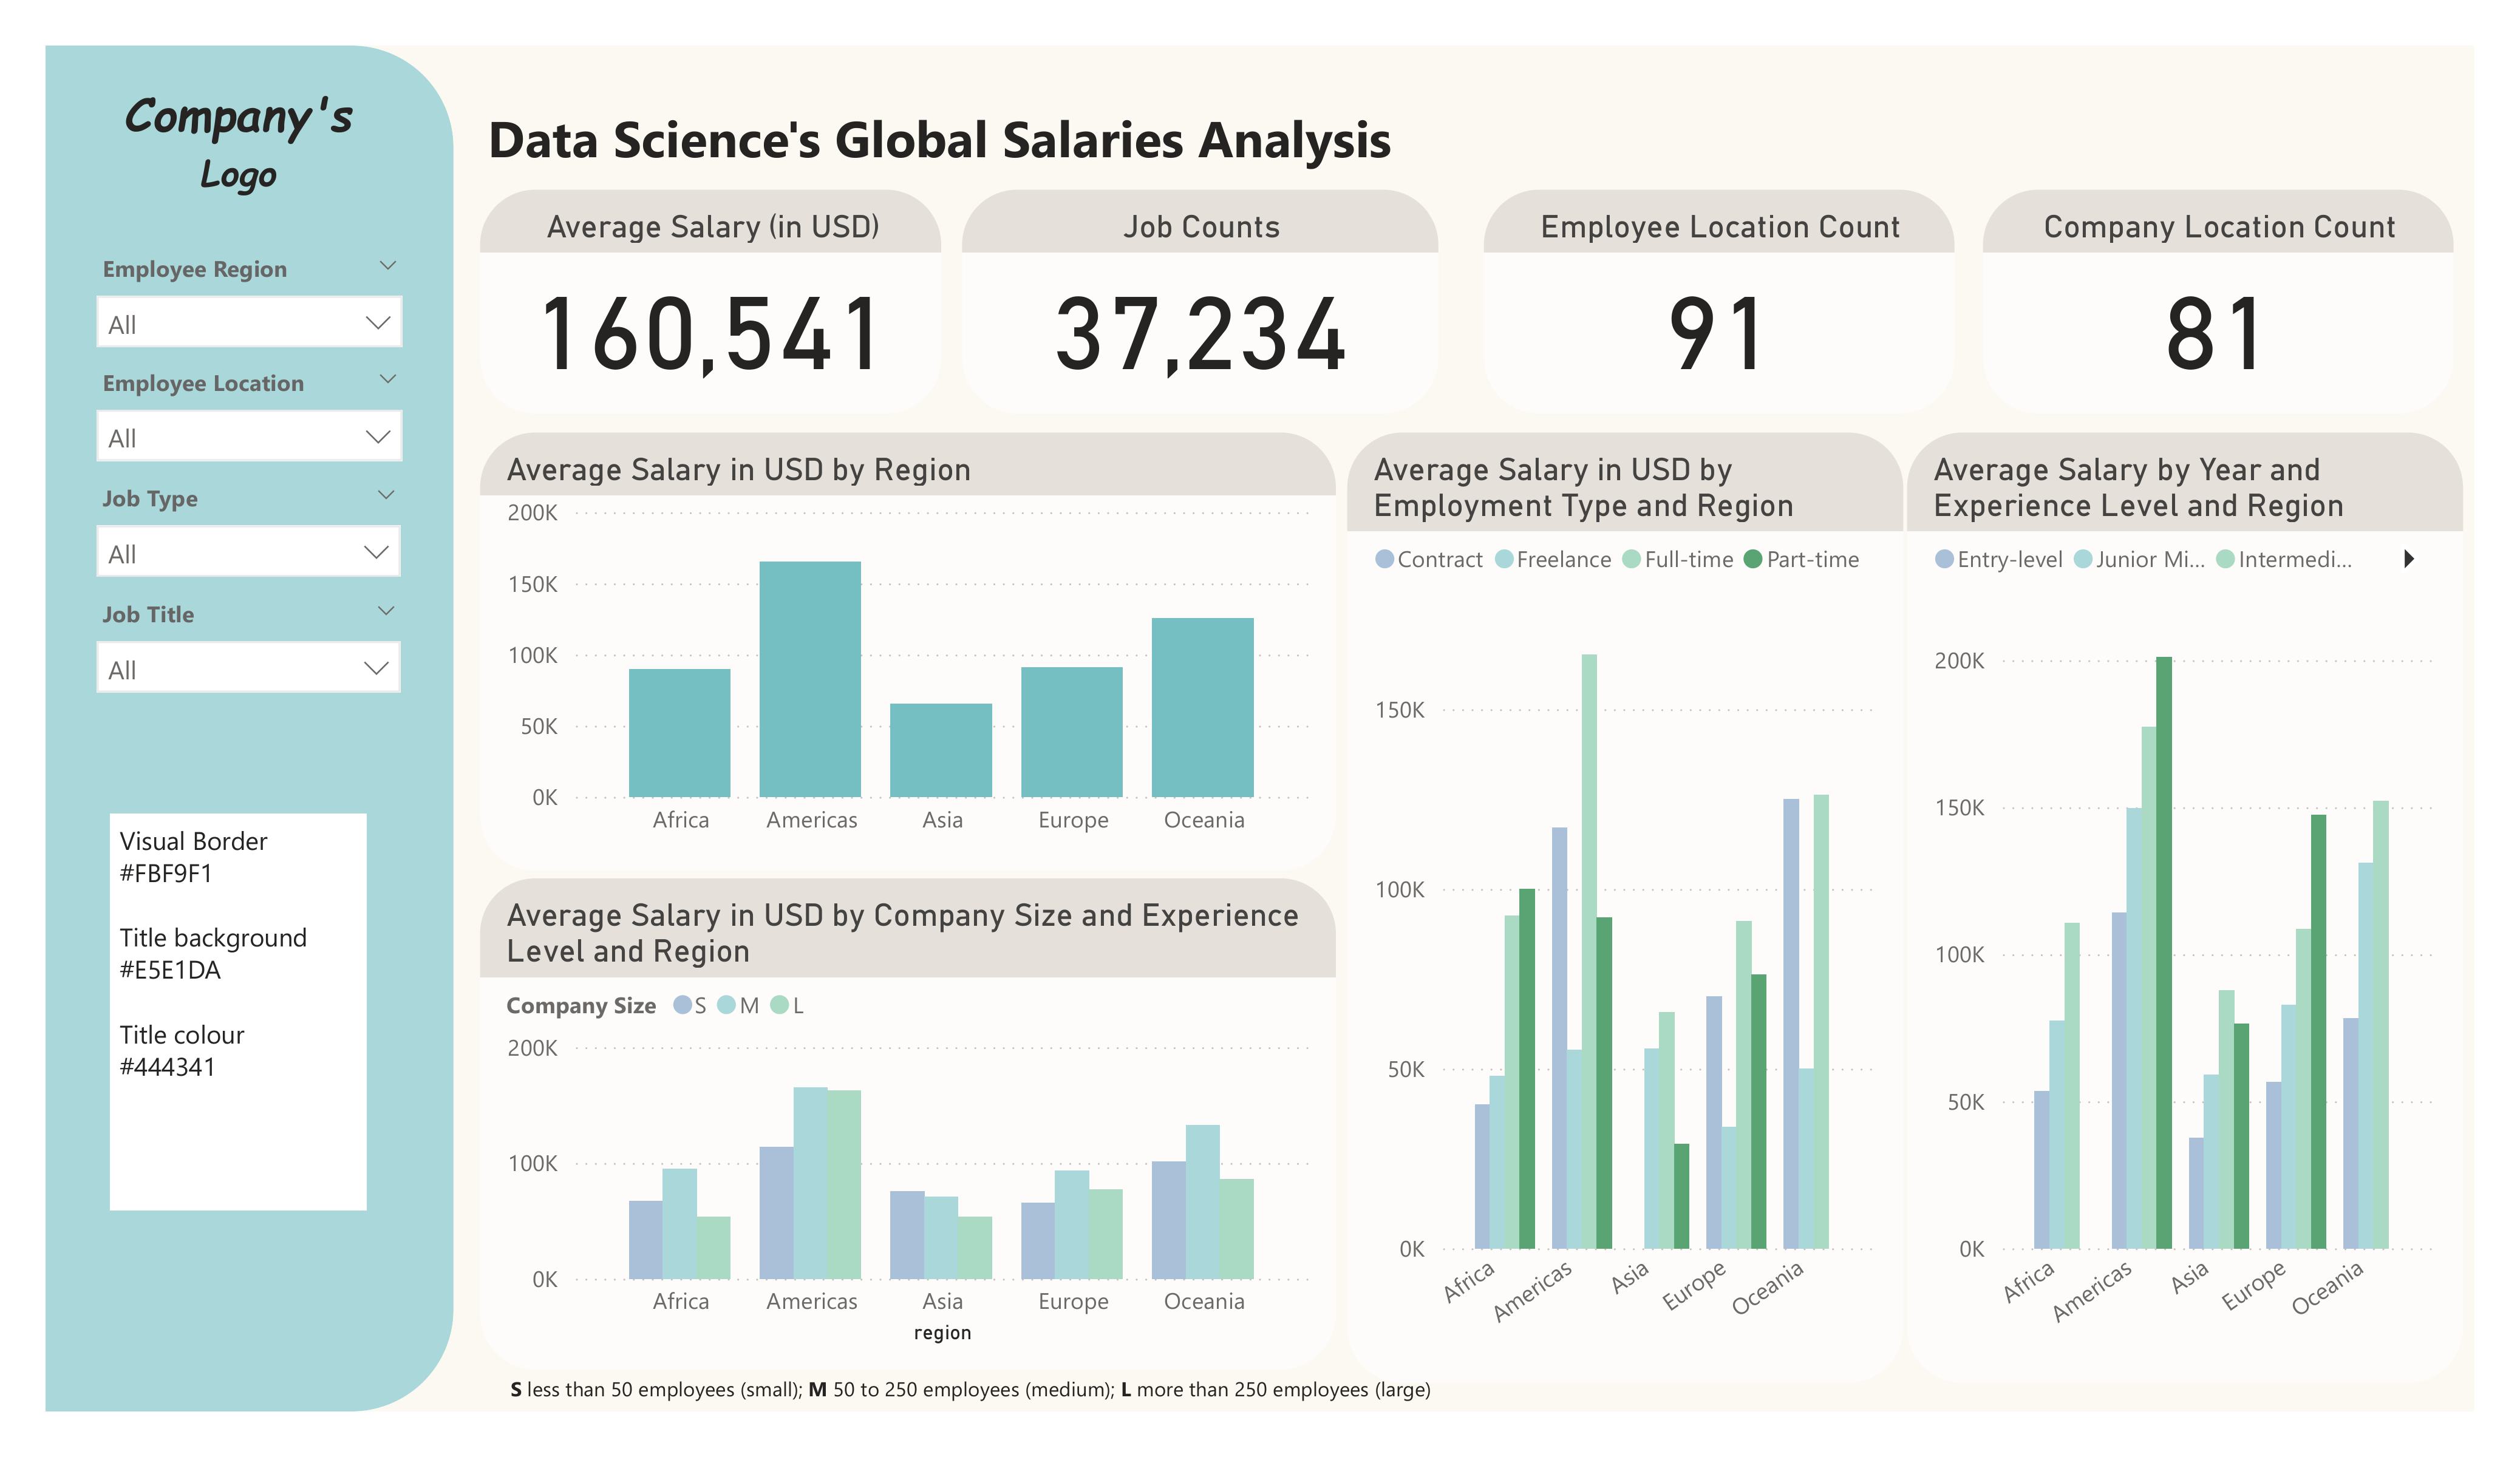 Company's
Logo
Employee Region
All
Employee Location
All
Job Type
All
Job Title
All
Visual Border
#FBF9F1
Title background
#E5E1DA
Title colour
#444341
Data Science's Global Salaries Analysis
Average Salary (in USD)
160,541
Job Counts
37,234
Employee Location Count
91
Company Location Count
81
Average Salary in USD by Region
200K
150K
100K
50K
0K
Africa Americas Asia Europe Oceania
Average Salary in USD by Company Size and Experience
Level and Region
Company Size S M L
200K
100K
0K
Africa Americas Asia Europe Oceania
region
S less than 50 employees (small); M 50 to 250 employees (medium); L more than 250 employees (large)
Average Salary in USD by
Employment Type and Region
Contract Freelance Full-time Part-time
150K
100K
50K
0K
Africa Americas Asia Europe Oceania
Average Salary by Year and
Experience Level and Region
Entry-level Junior Mi... Intermedi...
200K
150K
100K
50K
0K
Africa Americas Asia Europe Oceania